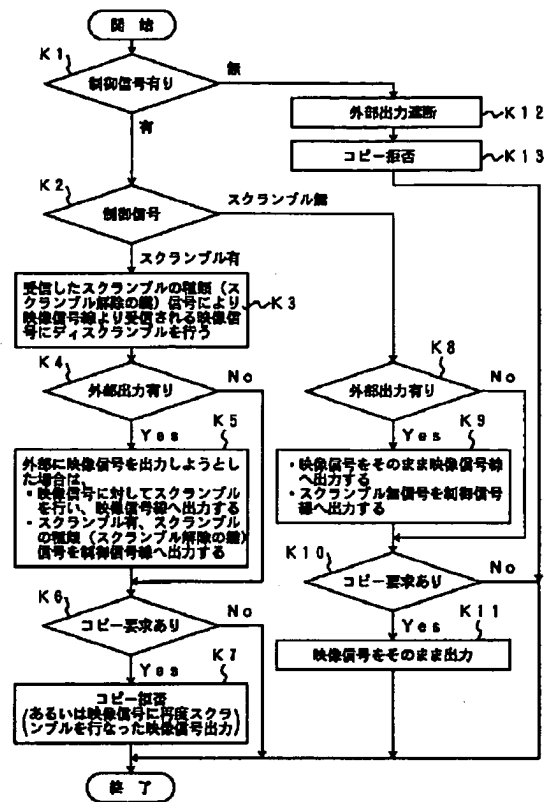 開 始
K1
制御信号有り
無
有
外部出力遮断
K12
コピー拒否
K13
K2
制御信号
スクランブル無
スクランブル有
受信したスクランブルの種類(ス
クランブル解除の鍵)信号により
映像信号線より受信される映像信
号にディスクランブルを行う
K3
K4
外部出力有り
No
Yes
K5
外部に映像信号を出力しようとし
た場合は、
・映像信号に対してスクランブル
を行い、映像信号線へ出力する
・スクランブル有、スクランブル
の種類(スクランブル解除の鍵)
信号を制御信号線へ出力する
K6
コピー要求あり
No
Yes
K7
コピー拒否
(あるいは映像信号に再度スクラ
ンブルを行なった映像信号出力)
K8
外部出力有り
No
Yes
K9
・映像信号をそのまま映像信号線
へ出力する
・スクランブル無信号を制御信号
線へ出力する
K10
コピー要求あり
No
Yes
K11
映像信号をそのまま出力
終 了